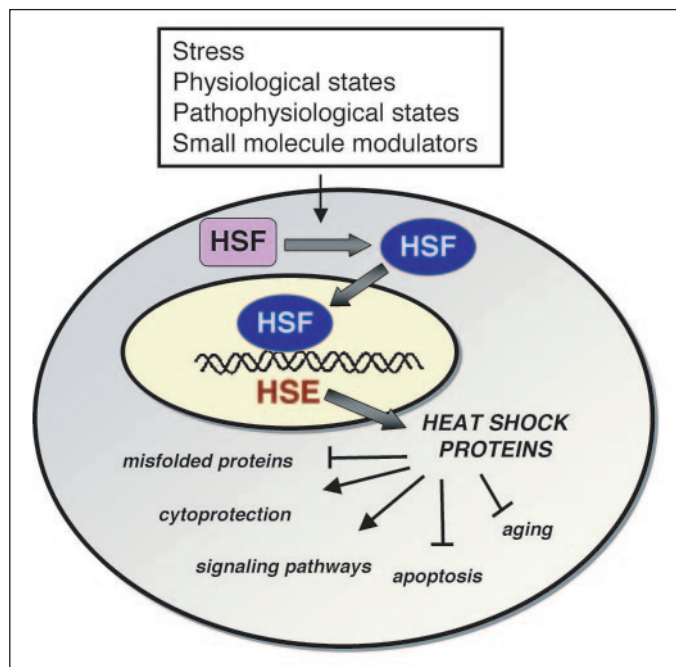 Stress
Physiological states
Pathophysiological states
Small molecule modulators
HSF
HSF
HSF
HSE
HEAT SHOCK
PROTEINS
misfolded proteins
cytoprotection
signaling pathways
apoptosis
aging